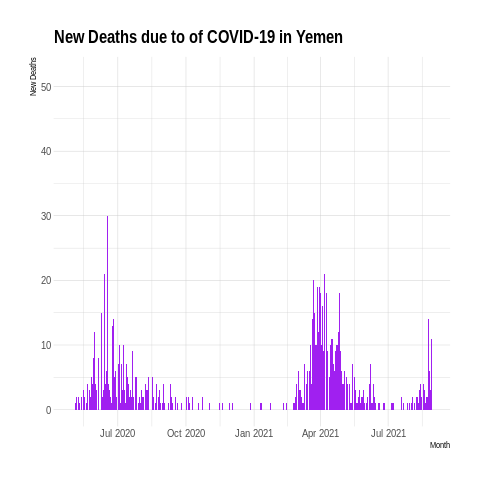 New Deaths due to of COVID-19 in Yemen
New Deaths
50
40
30
20
10
0
Jul 2020 Oct 2020 Jan 2021 Apr 2021 Jul 2021
Month